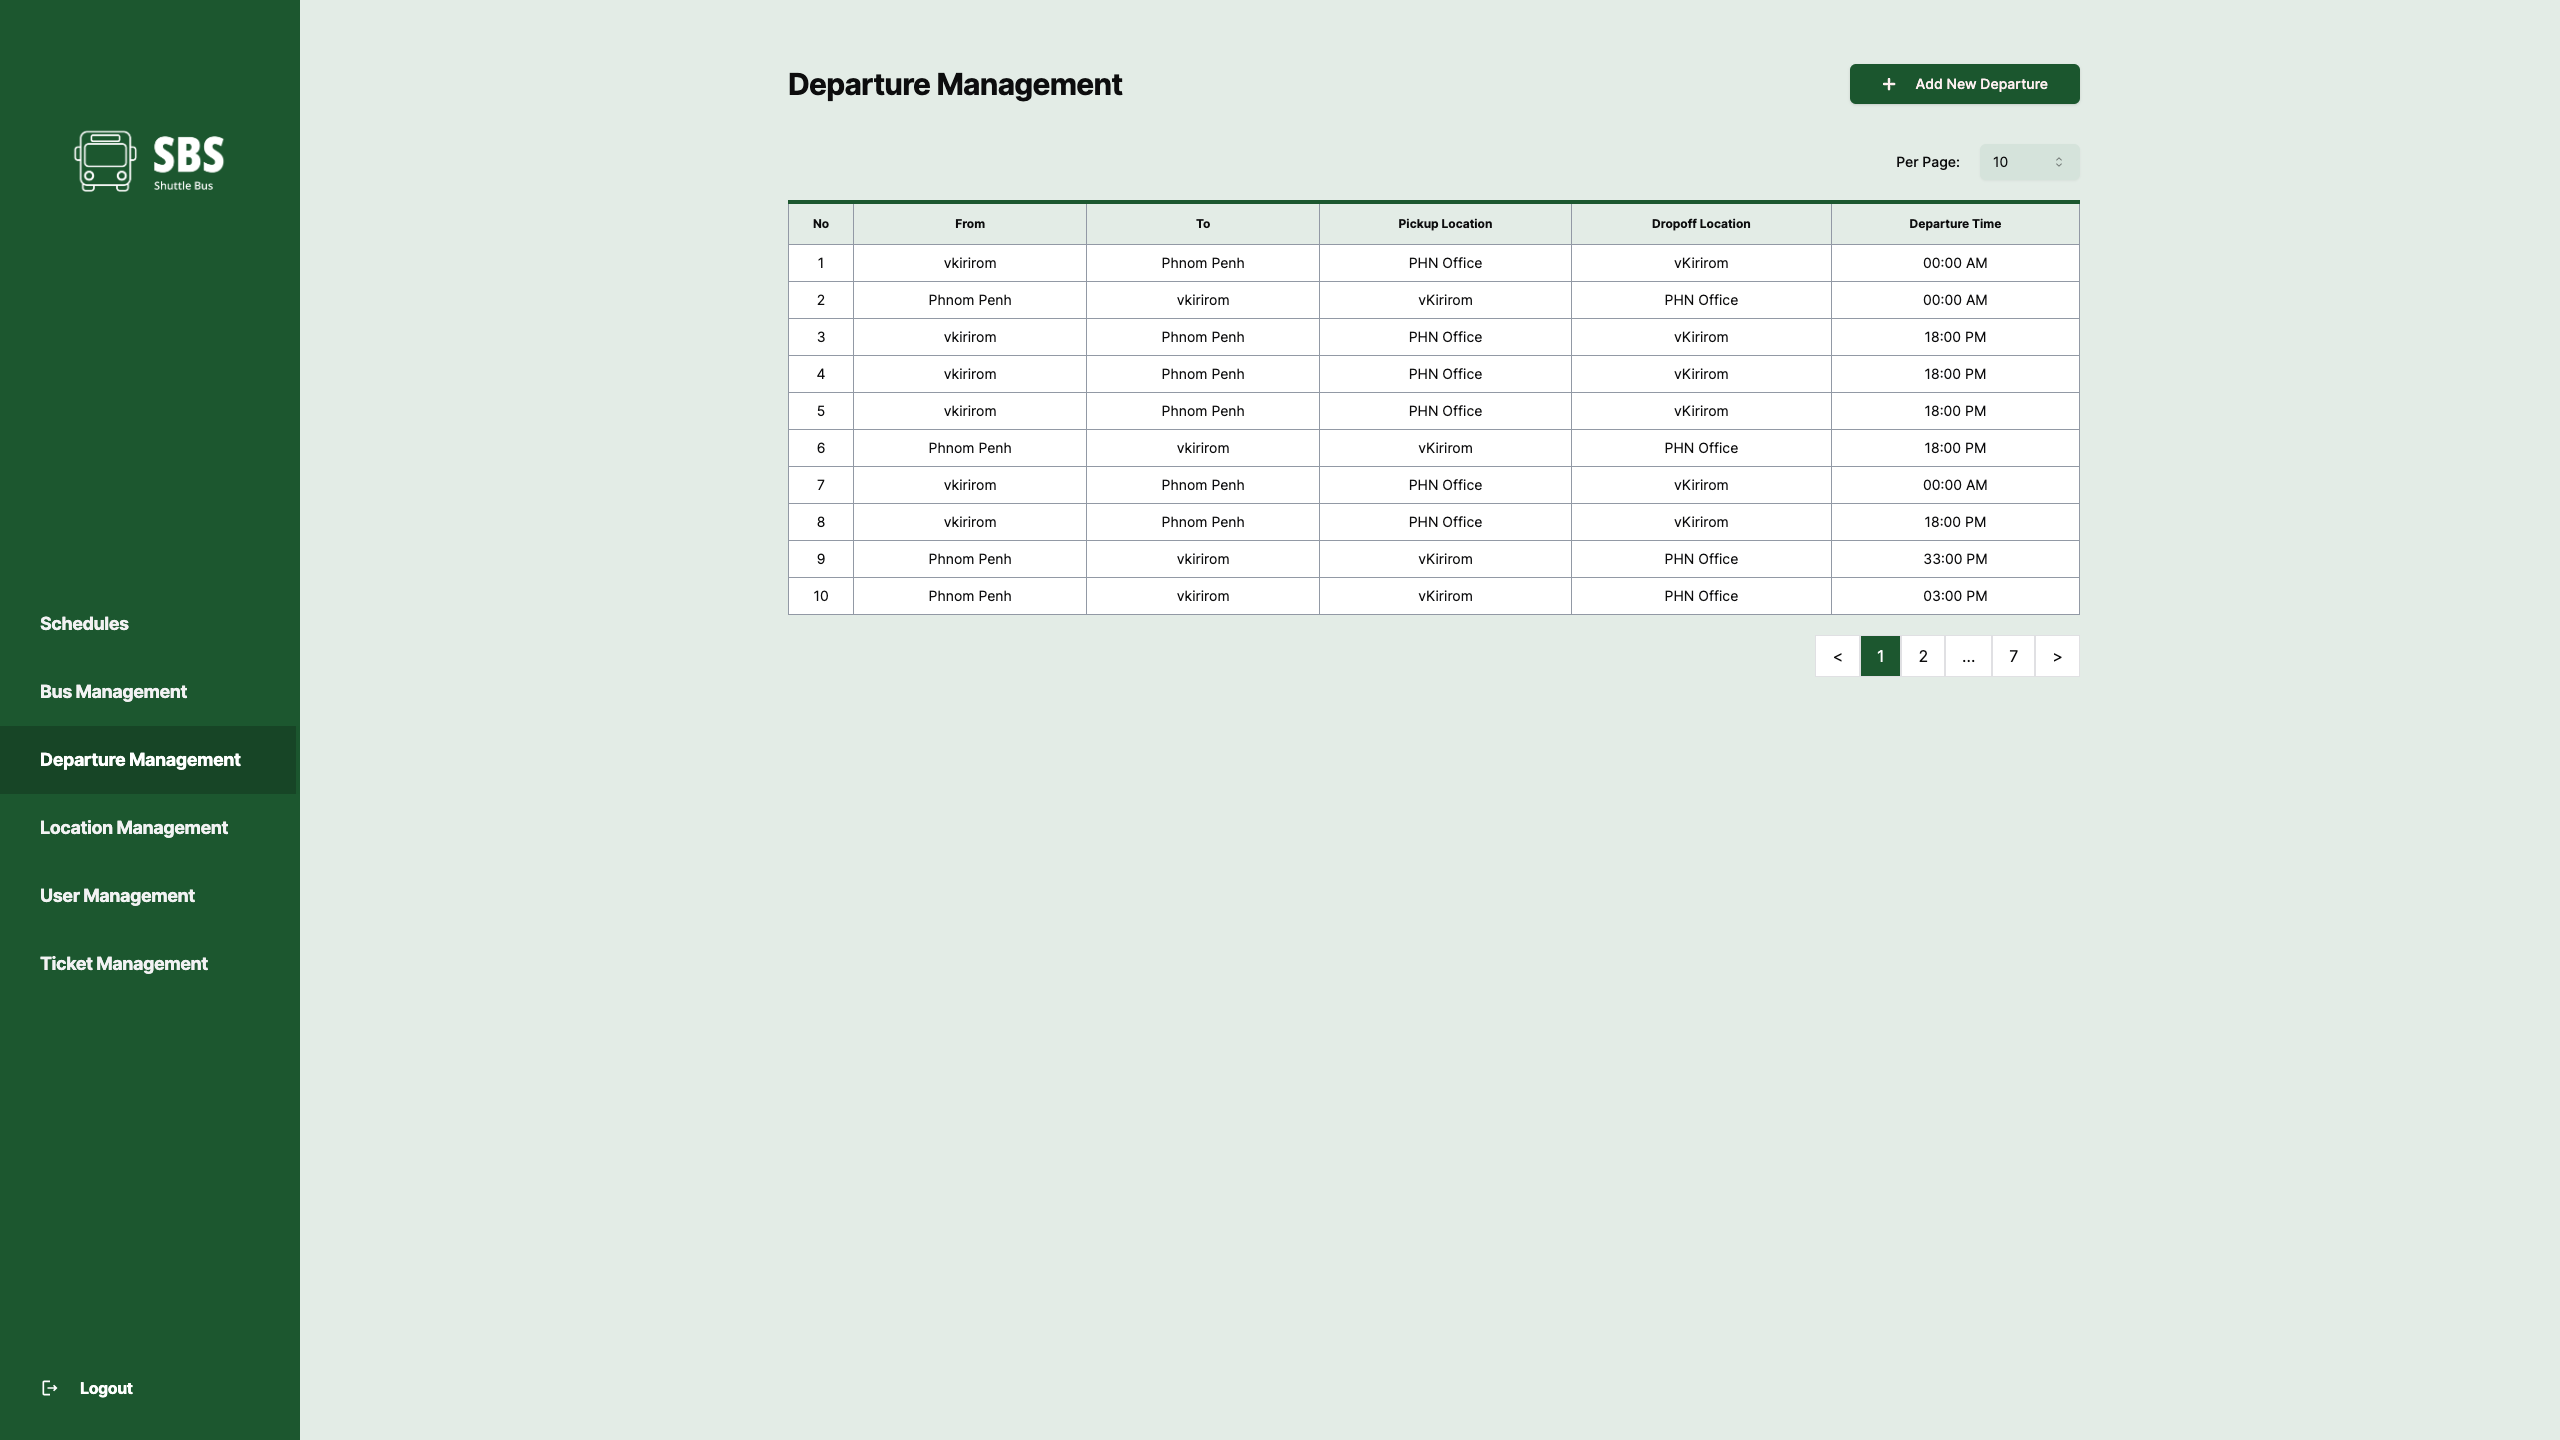 SBS
Shuttle Bus
Schedules
Bus Management
Departure Management
Location Management
User Management
Ticket Management
Logout
Departure Management
+ Add New Departure
Per Page: 10
No From To Pickup Location Dropoff Location Departure Time
1 vkirirom Phnom Penh PHN Office vKirirom 00:00 AM
2 Phnom Penh vkirirom vKirirom PHN Office 00:00 AM
3 vkirirom Phnom Penh PHN Office vKirirom 18:00 PM
4 vkirirom Phnom Penh PHN Office vKirirom 18:00 PM
5 vkirirom Phnom Penh PHN Office vKirirom 18:00 PM
6 Phnom Penh vkirirom vKirirom PHN Office 18:00 PM
7 vkirirom Phnom Penh PHN Office vKirirom 00:00 AM
8 vkirirom Phnom Penh PHN Office vKirirom 18:00 PM
9 Phnom Penh vkirirom vKirirom PHN Office 33:00 PM
10 Phnom Penh vkirirom vKirirom PHN Office 03:00 PM
< 1 2 ... 7 >